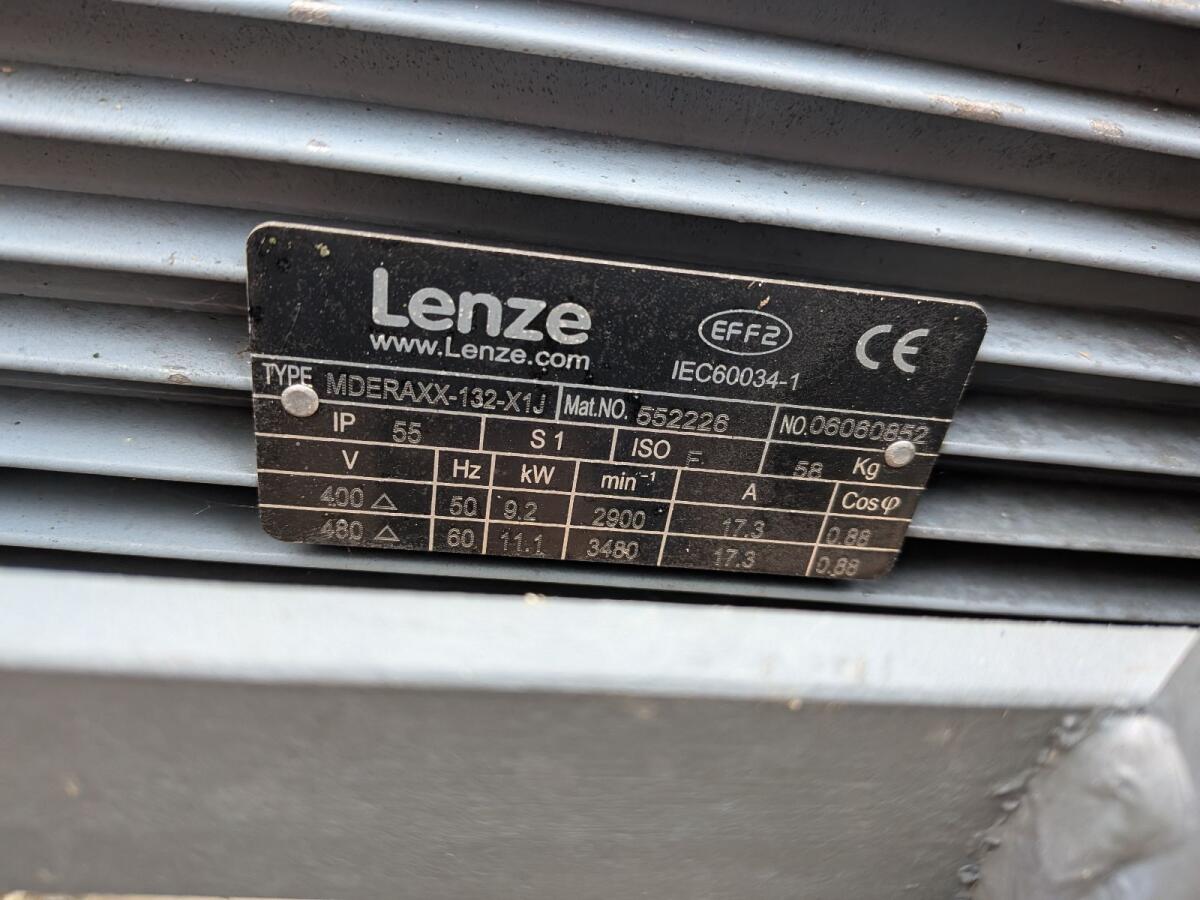 Lenze
www.Lenze.com
EFF2
IEC60034-1
CE
TYPE MDERAXX-132-X1J Mat.NO. 552226 NO.06060852
IP 55 S1 ISO F 58 Kg
V Hz kW min⁻¹ A Cosφ
400 △ 50 9.2 2900 17.3 0.88
480 △ 60 11.1 3480 17.3 0.88